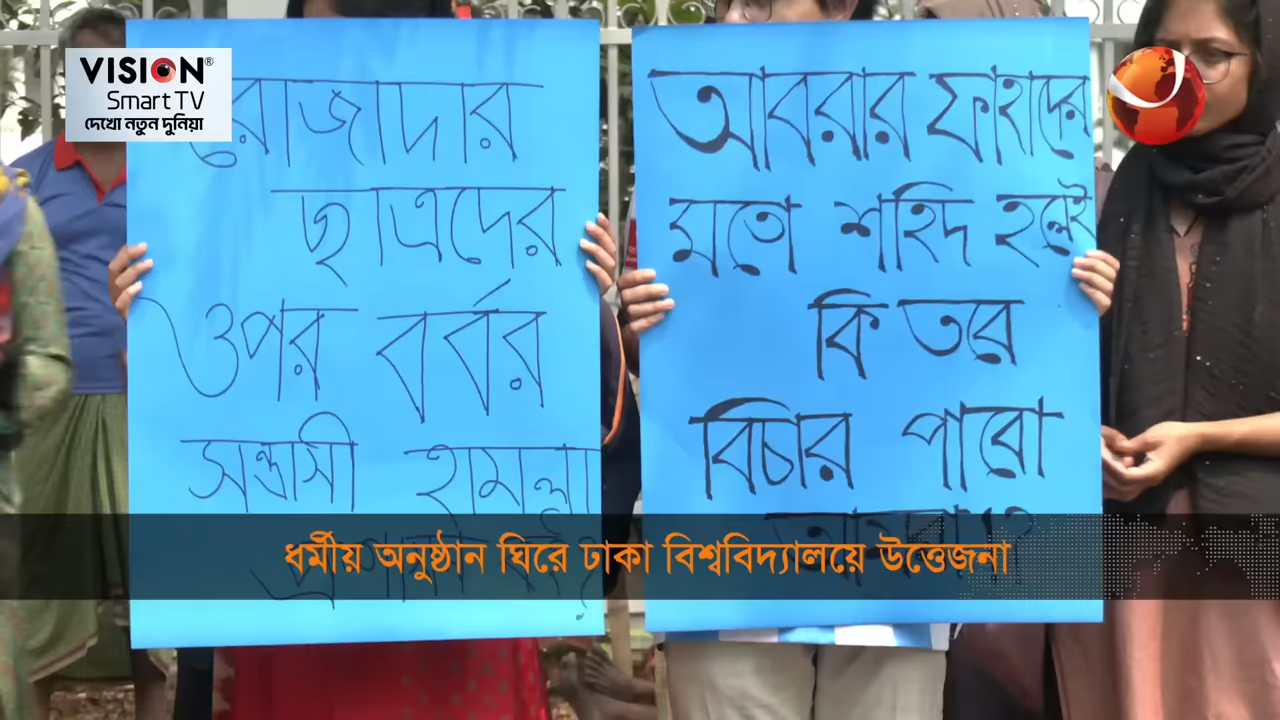 VISION®
Smart TV
দেখো নতুন দুনিয়া
রোজাদার
ছাত্রদের
ওপর বর্বর
সন্ত্রাসী হামলা
আবরার ফাহাদের
মতো শহিদ হলেই
কি তবে
বিচার পাবো
আমরা ?
ধর্মীয় অনুষ্ঠান ঘিরে ঢাকা বিশ্ববিদ্যালয়ে উত্তেজনা